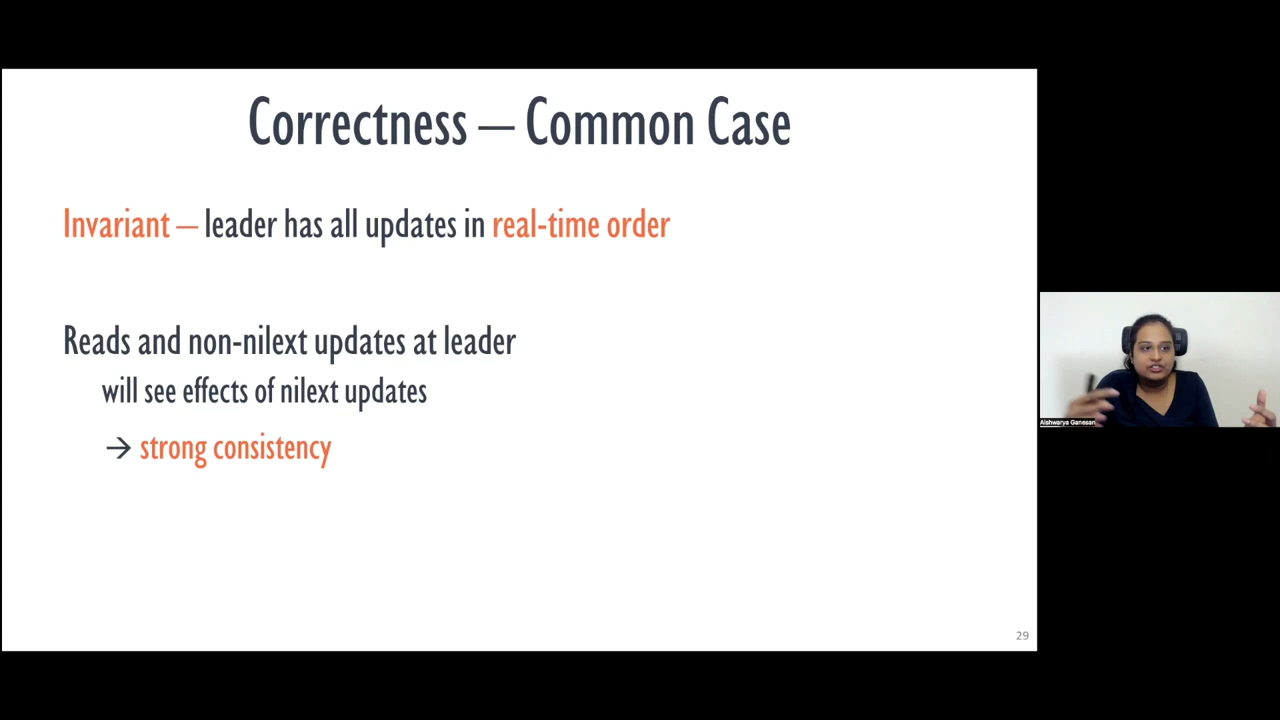 Correctness – Common Case
Invariant – leader has all updates in real-time order
Reads and non-nilext updates at leader
will see effects of nilext updates
→ strong consistency
Aishwarya Ganesan
29